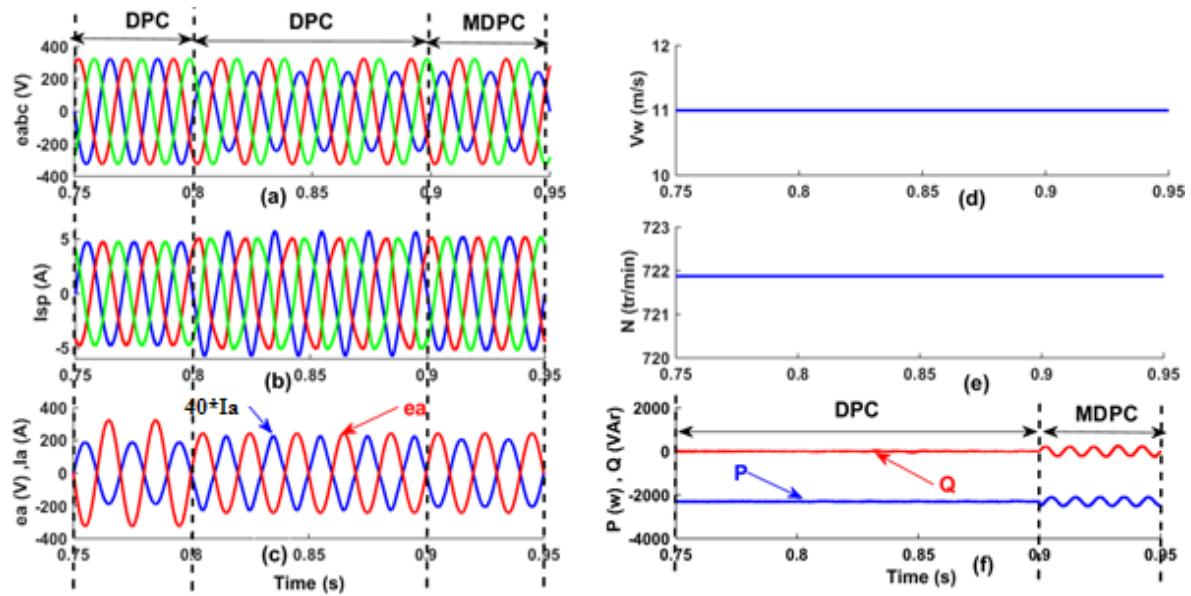 DPC DPC MDPC
eabc (V)
400
200
0
-200
-400
0.75 0.8 0.85 0.9 0.95
(a)
Isp (A)
5
0
-5
0.75 0.8 0.85 0.9 0.95
(b)
ea (V) ,Ia (A)
400
200
0
-200
-400
40*Ia
ea
0.75 0.8 0.85 0.9 0.95
Time (s)
(c)
Vw (m/s)
12
11
10
0.75 0.8 0.85 0.9 0.95
(d)
N (tr/min)
723
722
721
720
0.75 0.8 0.85 0.9 0.95
(e)
DPC MDPC
P (w) , Q (VAr)
2000
0
-2000
-4000
P
Q
0.75 0.8 0.85 0.9 0.95
Time (s)
(f)